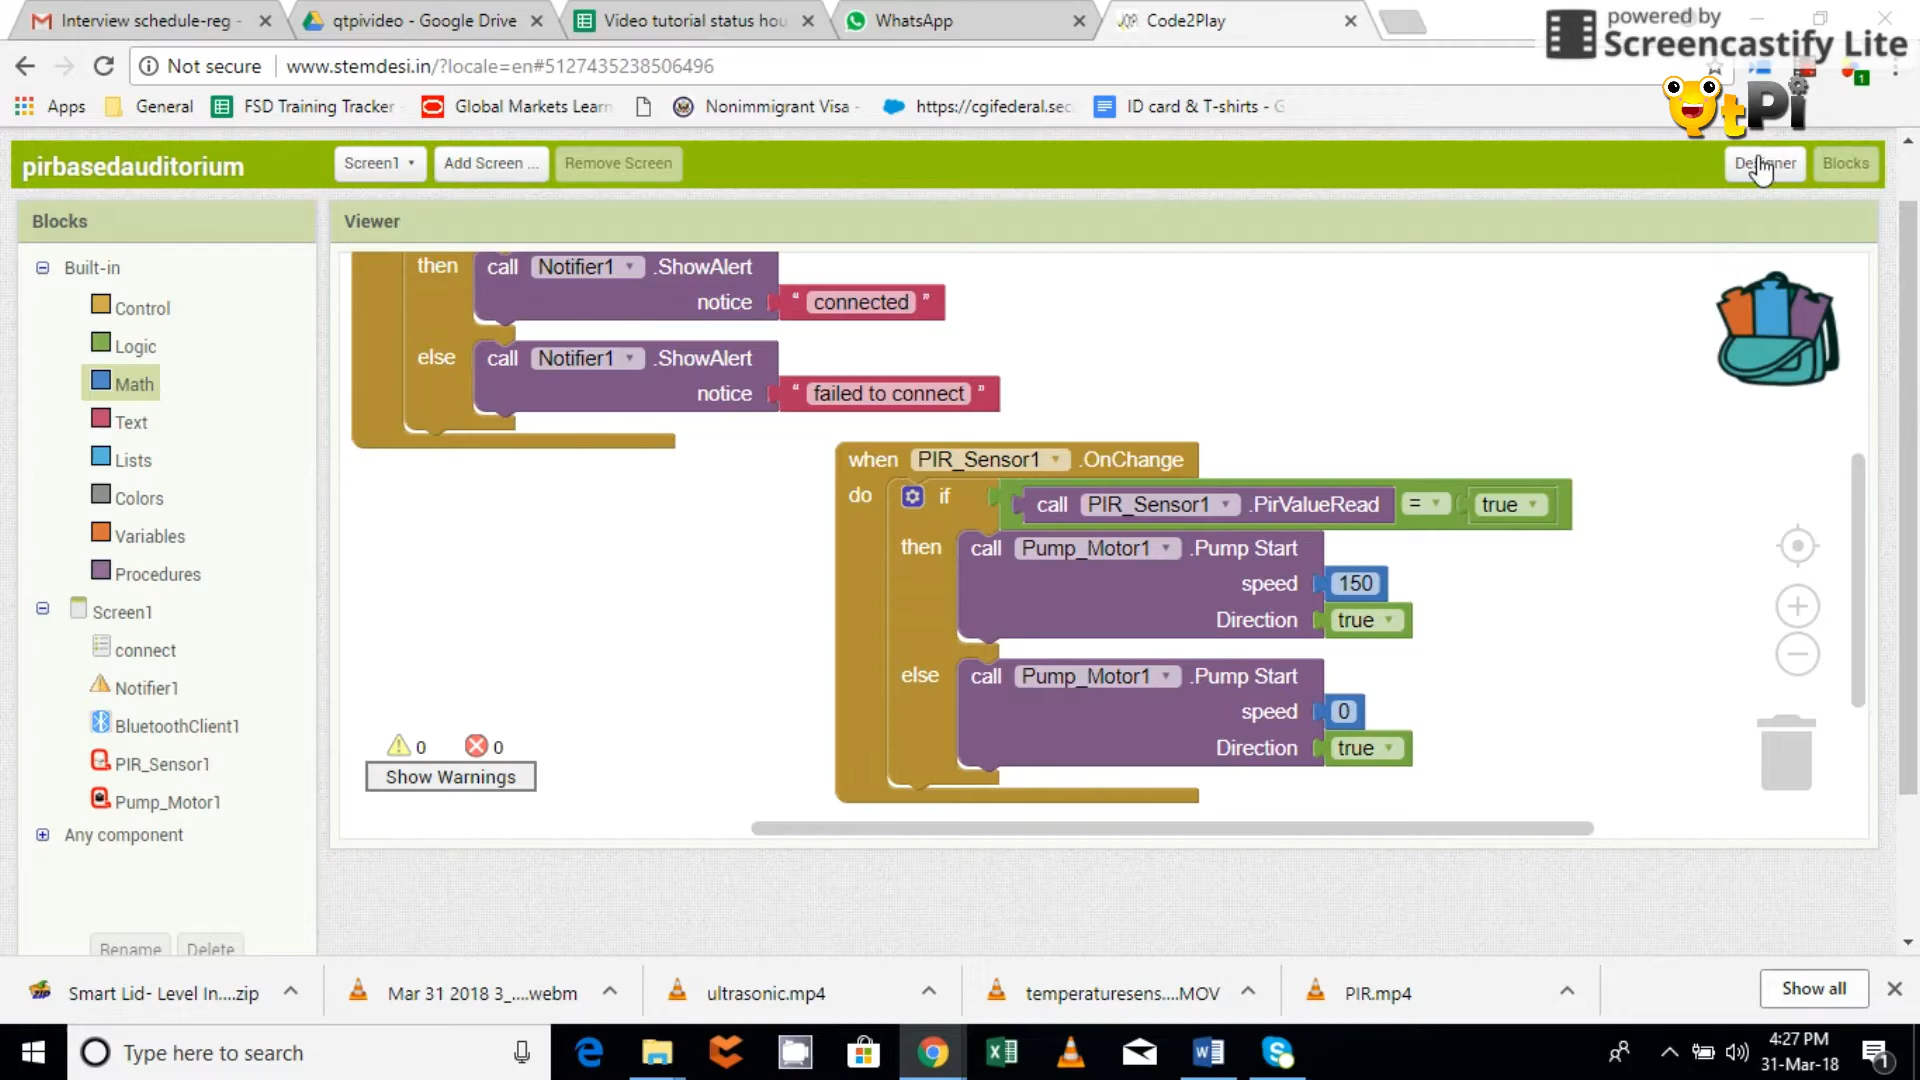 Interview schedule-reg -
qtpivideo - Google Drive
Video tutorial status hou
WhatsApp
Code2Play
powered by
Screencastify Lite
Not secure
www.stemdesi.in/?locale=en#5127435238506496
1
Apps
General
FSD Training Tracker
Global Markets Learn
Nonimmigrant Visa -
https://cgifederal.sec
ID card & T-shirts - G
QtPi
pirbasedauditorium
Screen1
Add Screen ...
Remove Screen
Designer
Blocks
Blocks
Viewer
Built-in
Control
Logic
Math
Text
Lists
Colors
Variables
Procedures
Screen1
connect
Notifier1
BluetoothClient1
PIR_Sensor1
Pump_Motor1
Any component
Rename
Delete
then call Notifier1 .ShowAlert
notice " connected "
else call Notifier1 .ShowAlert
notice " failed to connect "
when PIR_Sensor1 .OnChange
do if call PIR_Sensor1 .PirValueRead = true
then call Pump_Motor1 .Pump Start
speed 150
Direction true
else call Pump_Motor1 .Pump Start
speed 0
Direction true
0 0
Show Warnings
Smart Lid- Level In....zip
Mar 31 2018 3_....webm
ultrasonic.mp4
temperaturesens....MOV
PIR.mp4
Show all
Type here to search
4:27 PM
31-Mar-18
1